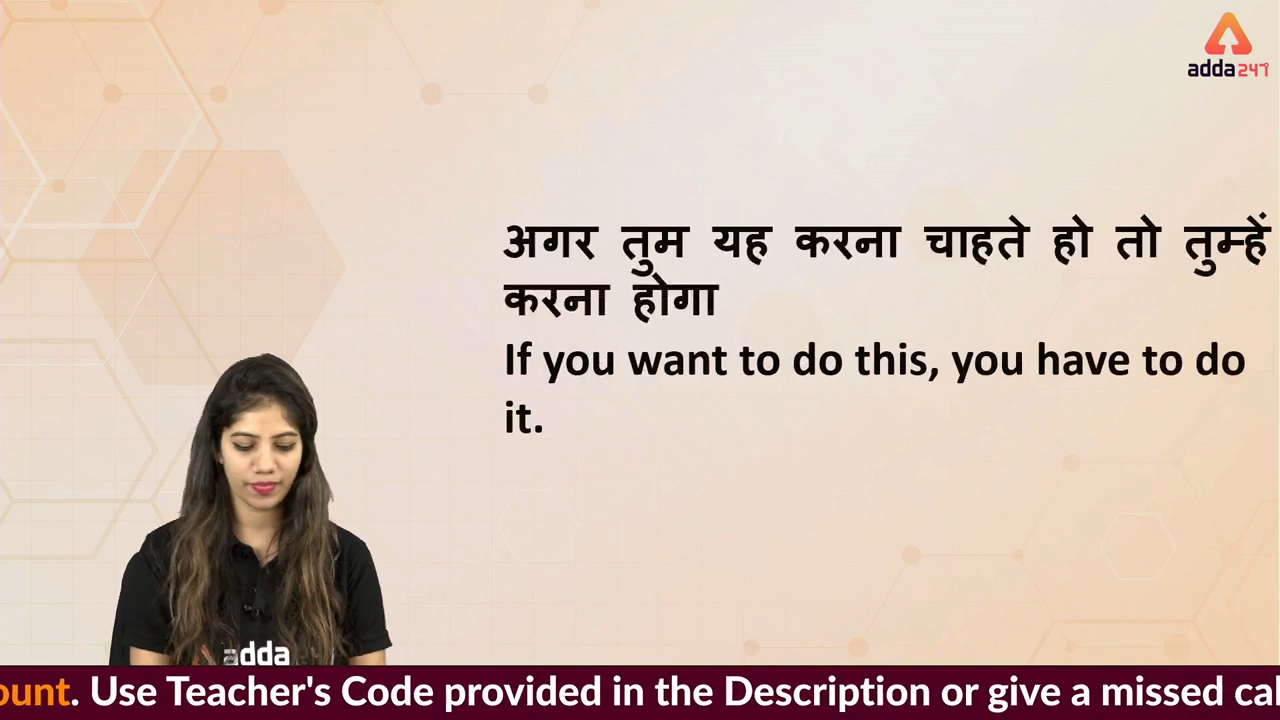 adda247
अगर तुम यह करना चाहते हो तो तुम्हें
करना होगा
If you want to do this, you have to do
it.
adda
ount. Use Teacher's Code provided in the Description or give a missed cal